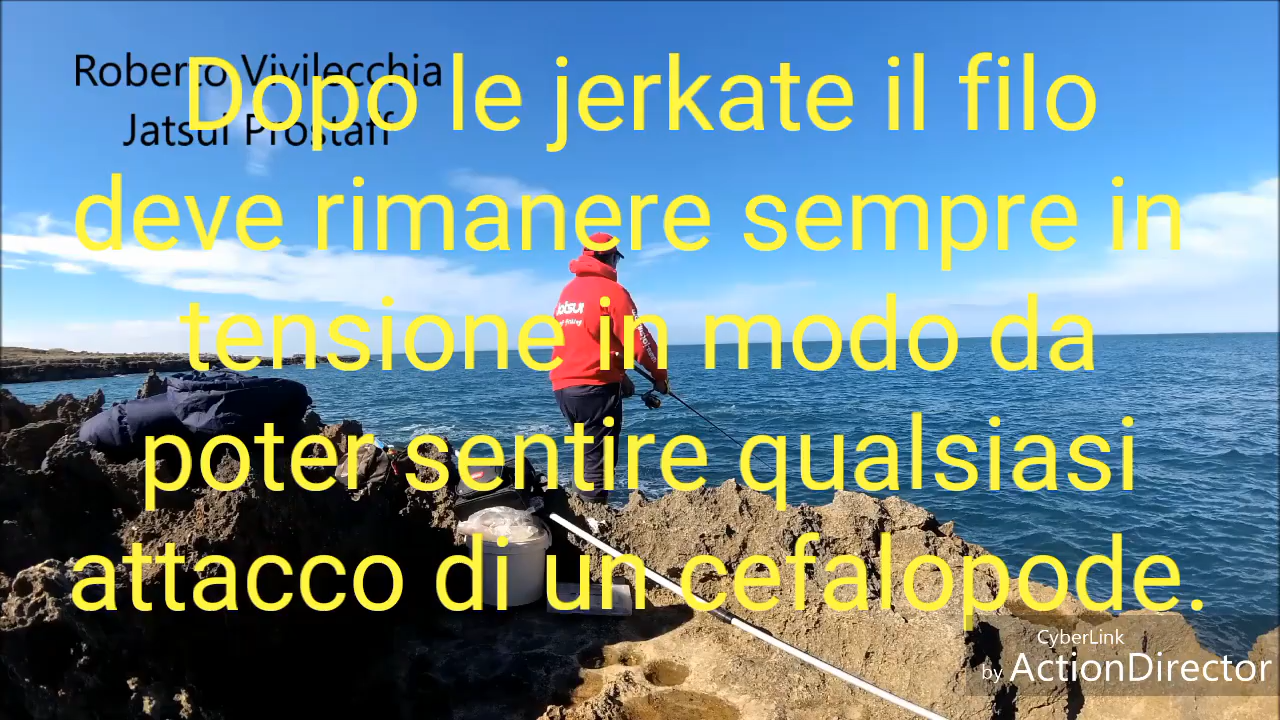 Roberto Vivilecchia
Jatsui Prostaff
Dopo le jerkate il filo
deve rimanere sempre in
tensione in modo da
poter sentire qualsiasi
attacco di un cefalopode.
jatsui
CyberLink
by ActionDirector